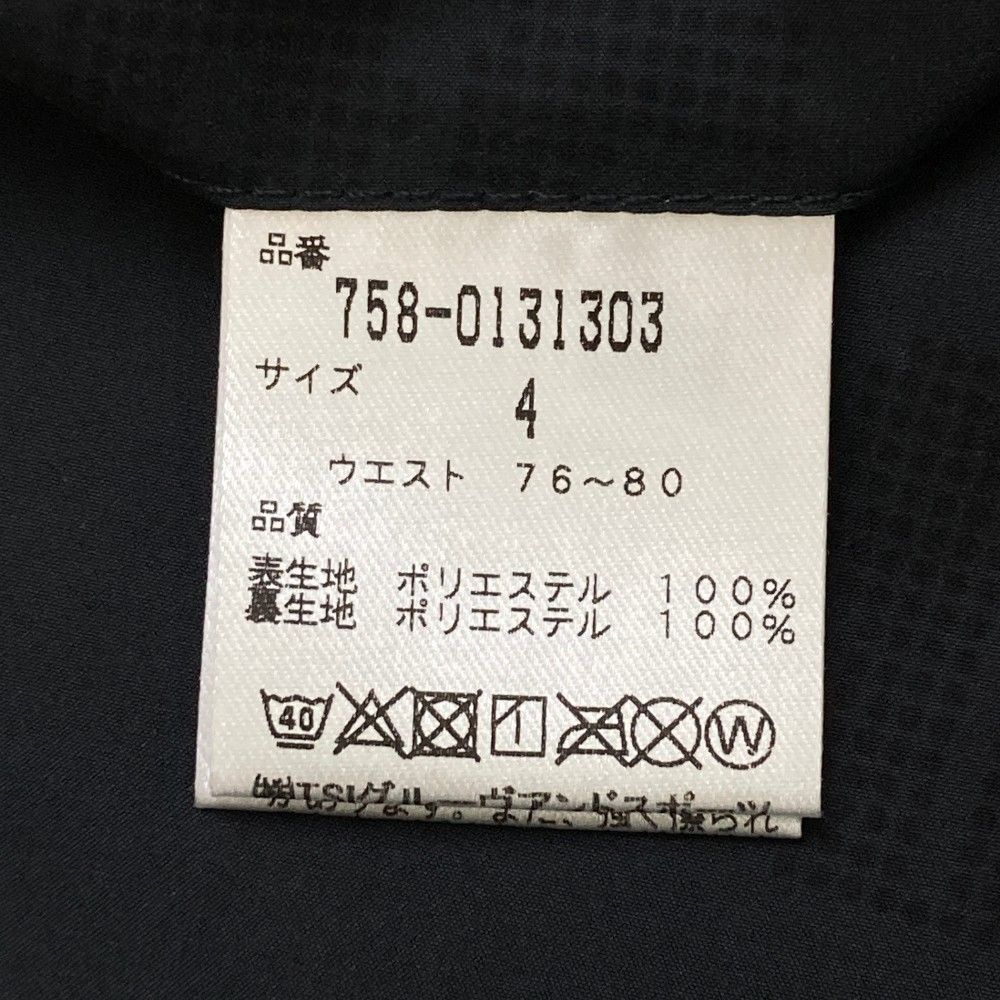 品番
758-0131303
サイズ
4
ウエスト 76～80
品質
表生地 ポリエステル 100%
裏生地 ポリエステル 100%
40
W